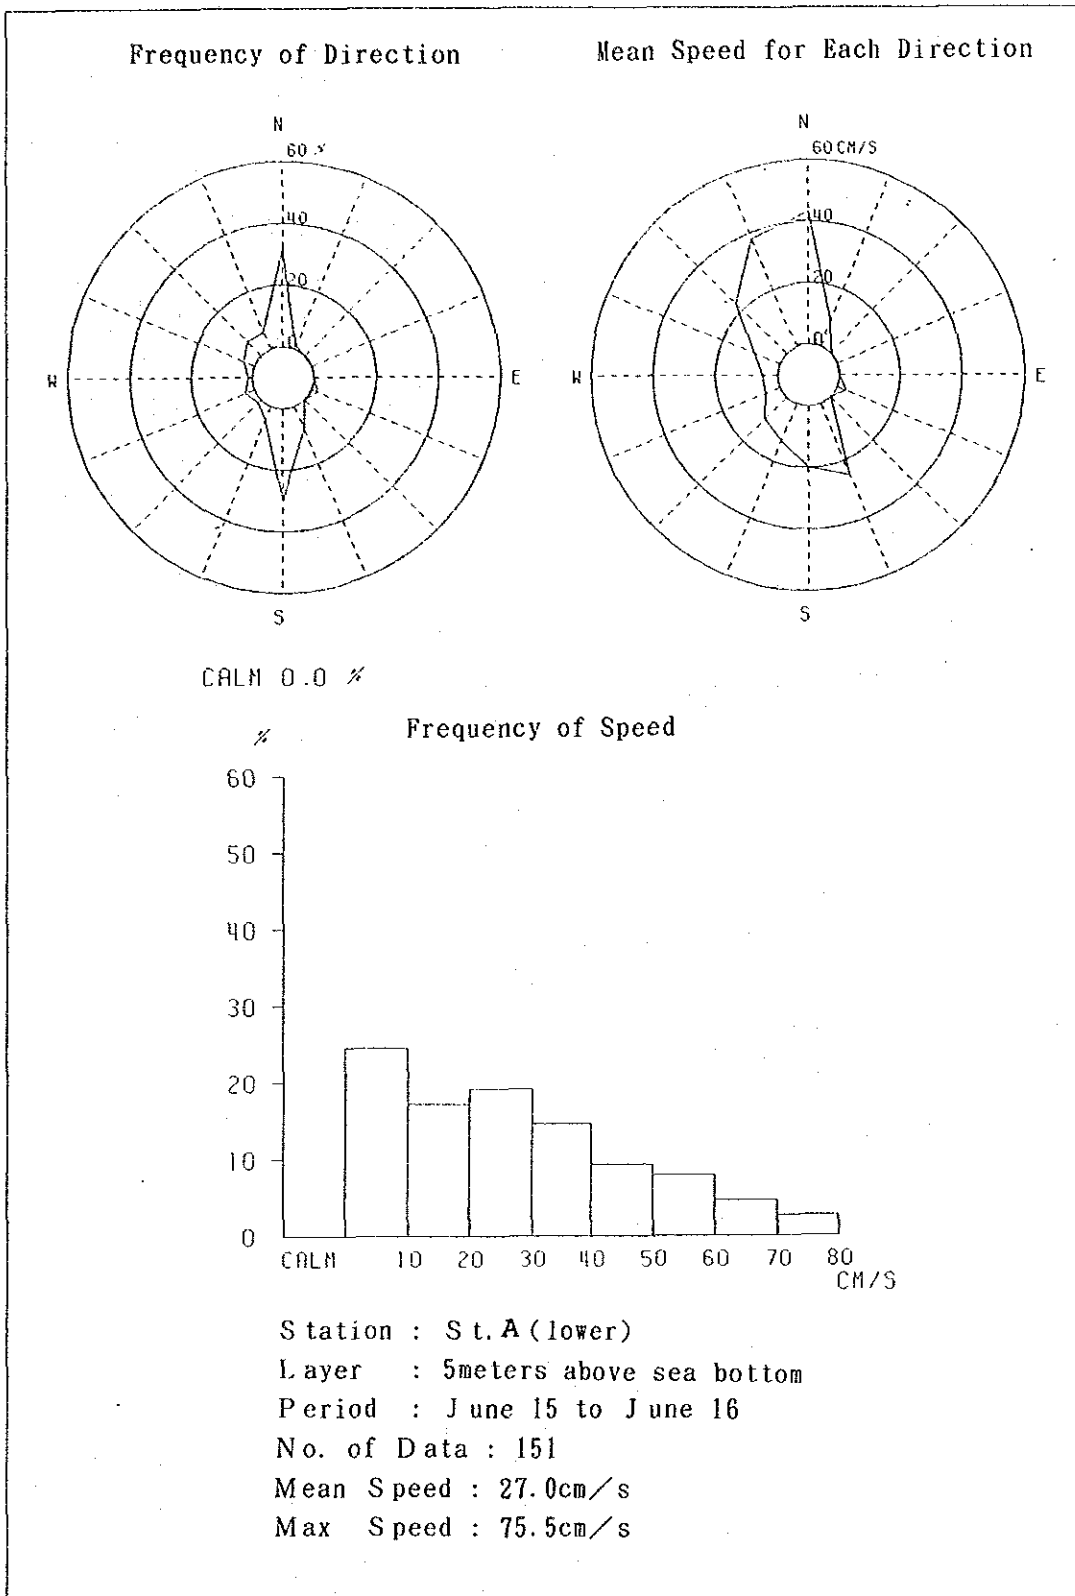 Frequency of Direction
Mean Speed for Each Direction
N
60 %
40
20
0
W
E
S
N
60 CM/S
40
20
0
W
E
S
CALM 0.0 %
Frequency of Speed
%
60
50
40
30
20
10
0
CALM 10 20 30 40 50 60 70 80
CM/S
Station : St. A (lower)
Layer : 5meters above sea bottom
Period : June 15 to June 16
No. of Data : 151
Mean Speed : 27.0cm/s
Max Speed : 75.5cm/s